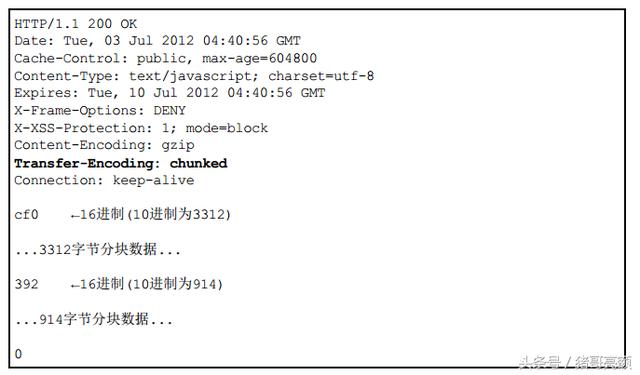 HTTP/1.1 200 OK
Date: Tue, 03 Jul 2012 04:40:56 GMT
Cache-Control: public, max-age=604800
Content-Type: text/javascript; charset=utf-8
Expires: Tue, 10 Jul 2012 04:40:56 GMT
X-Frame-Options: DENY
X-XSS-Protection: 1; mode=block
Content-Encoding: gzip
Transfer-Encoding: chunked
Connection: keep-alive
cf0 ←16进制(10进制为3312)
...3312字节分块数据...
392 ←16进制(10进制为914)
...914字节分块数据...
0
头条号 / 猪哥亮额